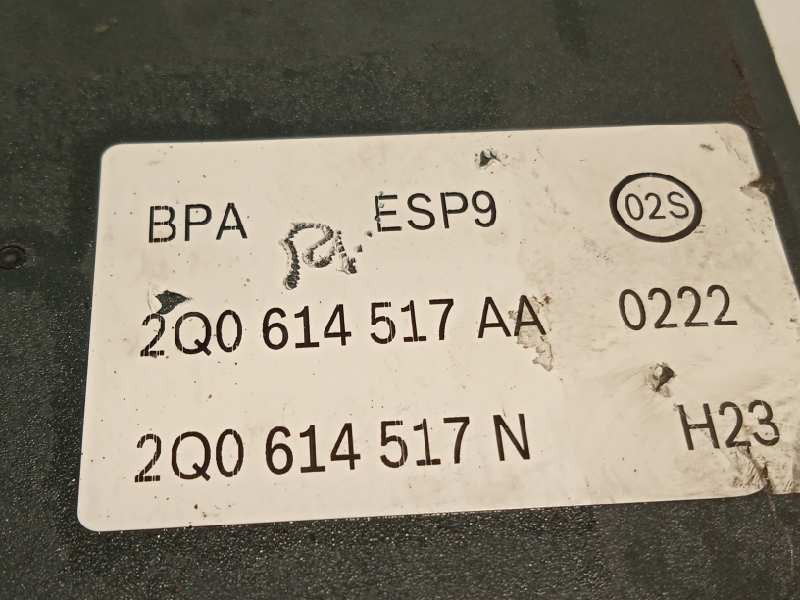 BPA ESP9 02S
2Q0 614 517 AA 0222
2Q0 614 517 N H23